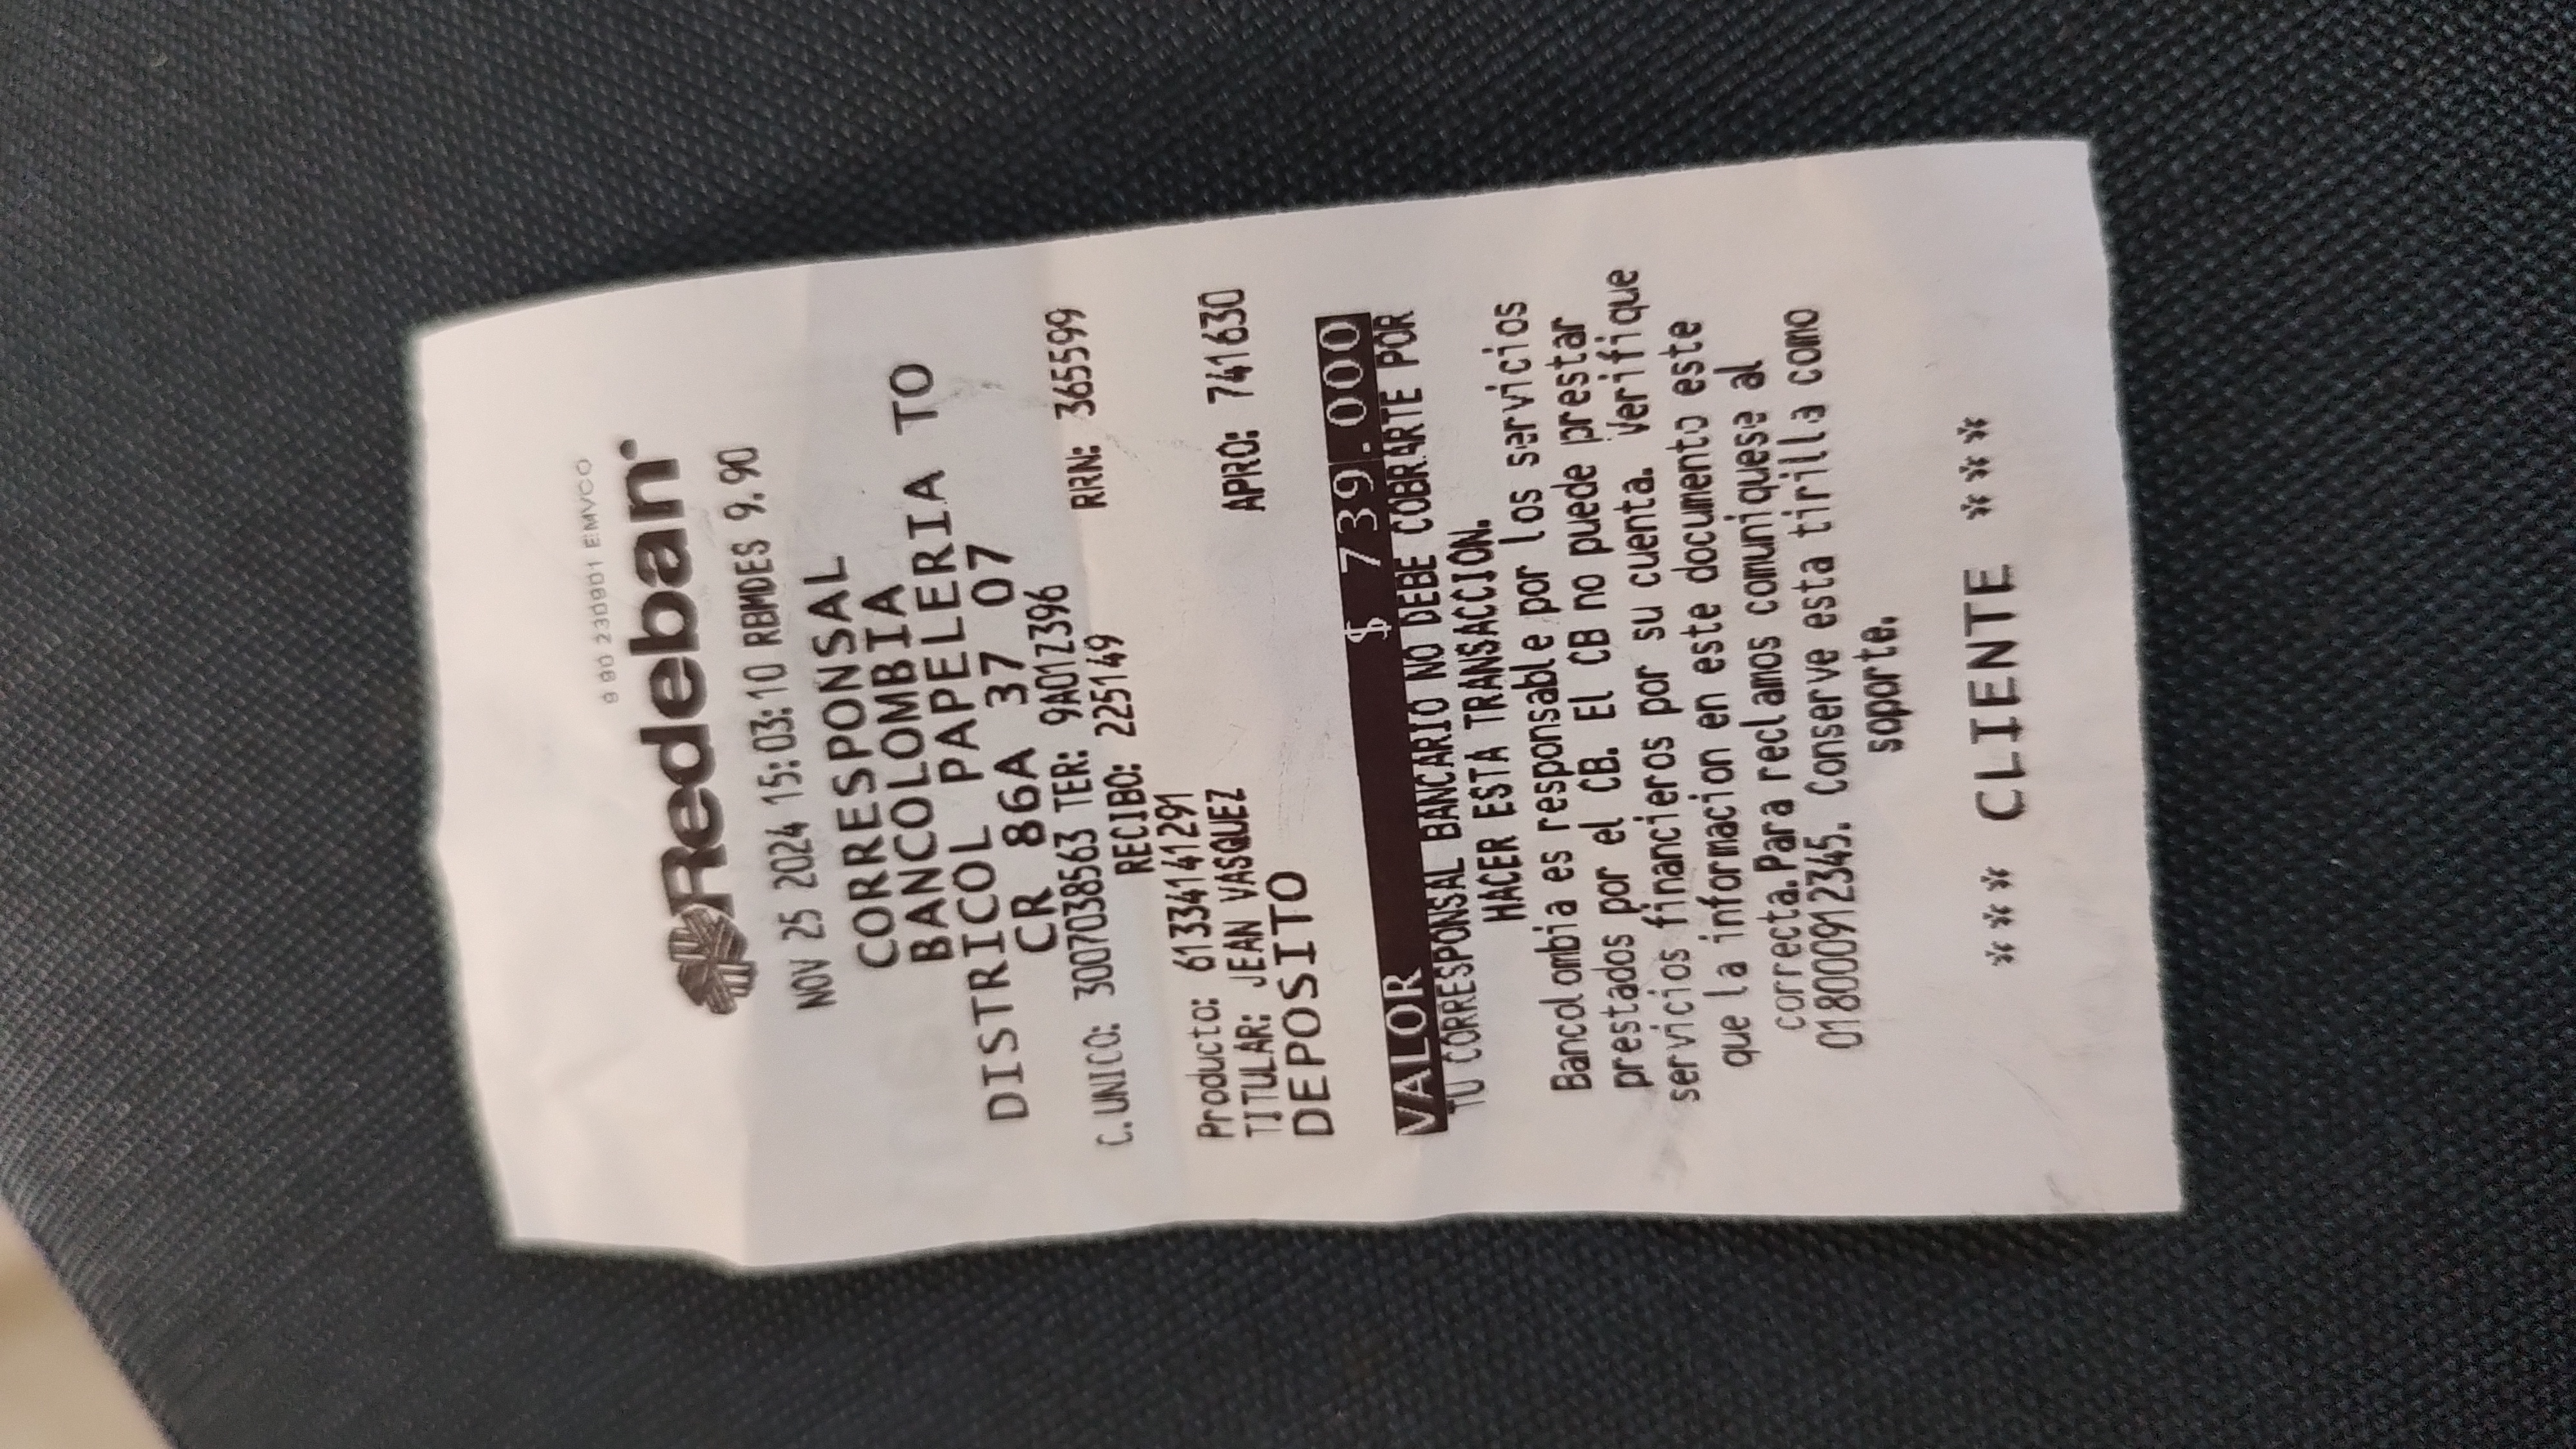 9 90 230901 EMVCO
Redeban
NOV 25 2024 15:03:10 RBMDES 9.90
CORRESPONSAL
BANCOLOMBIA
DISTRICOL PAPELERIA TO
CR 86A 37 07
C.UNICO: 3007038563 TER: 9A01Z396
RECIBO: 225149 RRN: 365599
Producto: 61334141291
TITULAR: JEAN VASQUEZ APRO: 741630
DEPOSITO
VALOR $ 739.000
TU CORRESPONSAL BANCARIO NO DEBE COBRARTE POR
HACER ESTA TRANSACCION.
Bancolombia es responsable por los servicios
prestados por el CB. El CB no puede prestar
servicios financieros por su cuenta. Verifique
que la informacion en este documento este
correcta.Para reclamos comuniquese al
018000912345. Conserve esta tirilla como
soporte.
*** CLIENTE ***